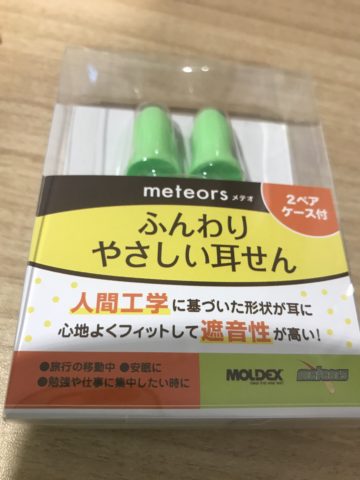 meteors メテオ
2ペア
ケース付
ふんわり
やさしい耳せん
人間工学に基づいた形状が耳に
心地よくフィットして遮音性が高い!
●旅行の移動中 ●安眠に
●勉強や仕事に集中したい時に
MOLDEX
meteors